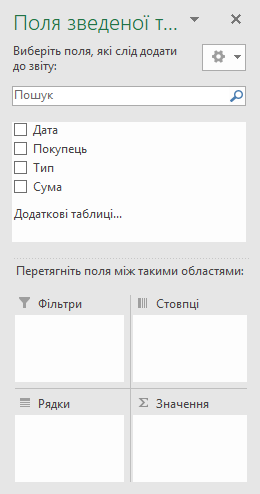 Поля зведеної т...
Виберіть поля, які слід додати
до звіту:
Пошук
Дата
Покупець
Тип
Сума
Додаткові таблиці...
Перетягніть поля між такими областями:
Фільтри
Стовпці
Рядки
Σ Значення